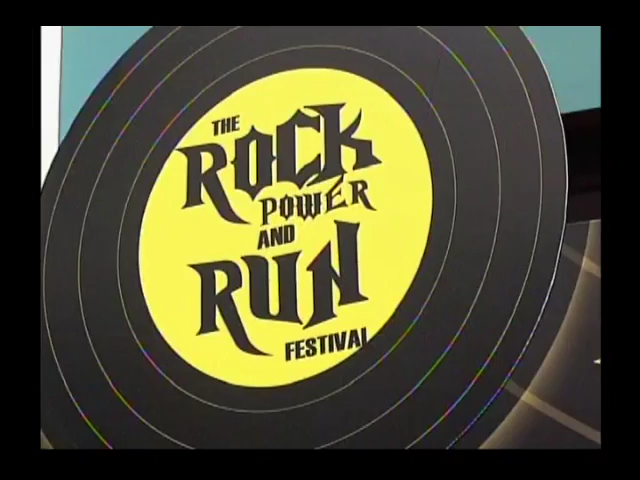 THE
ROCK
POWER
AND
RUN
FESTIVAL